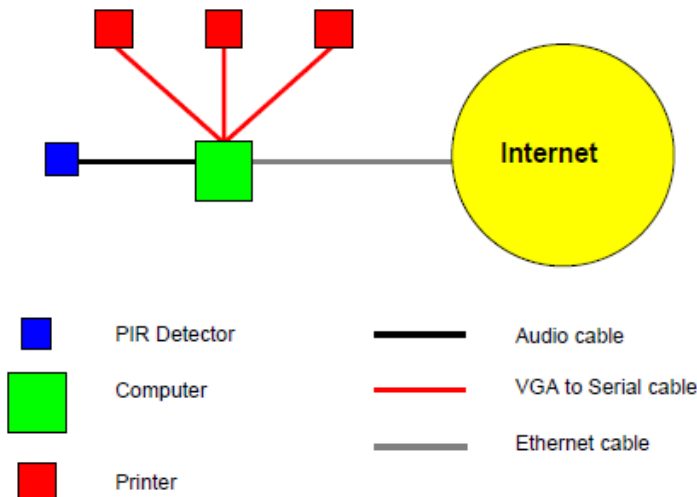 Internet
PIR Detector
Audio cable
Computer
VGA to Serial cable
Ethernet cable
Printer